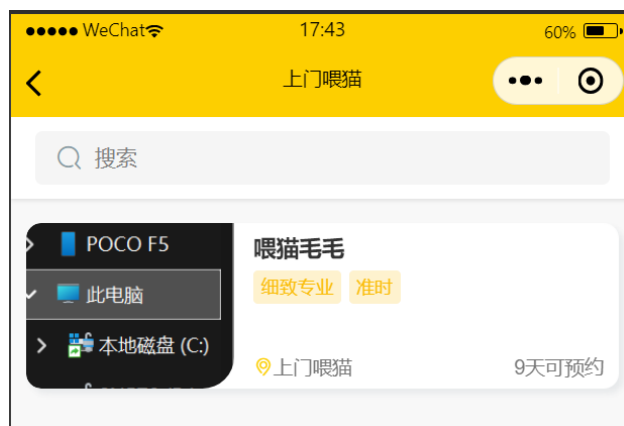 WeChat 17:43 60%
上门喂猫
搜索
POCO F5
此电脑
本地磁盘 (C:)
喂猫毛毛
细致专业 准时
上门喂猫 9天可预约